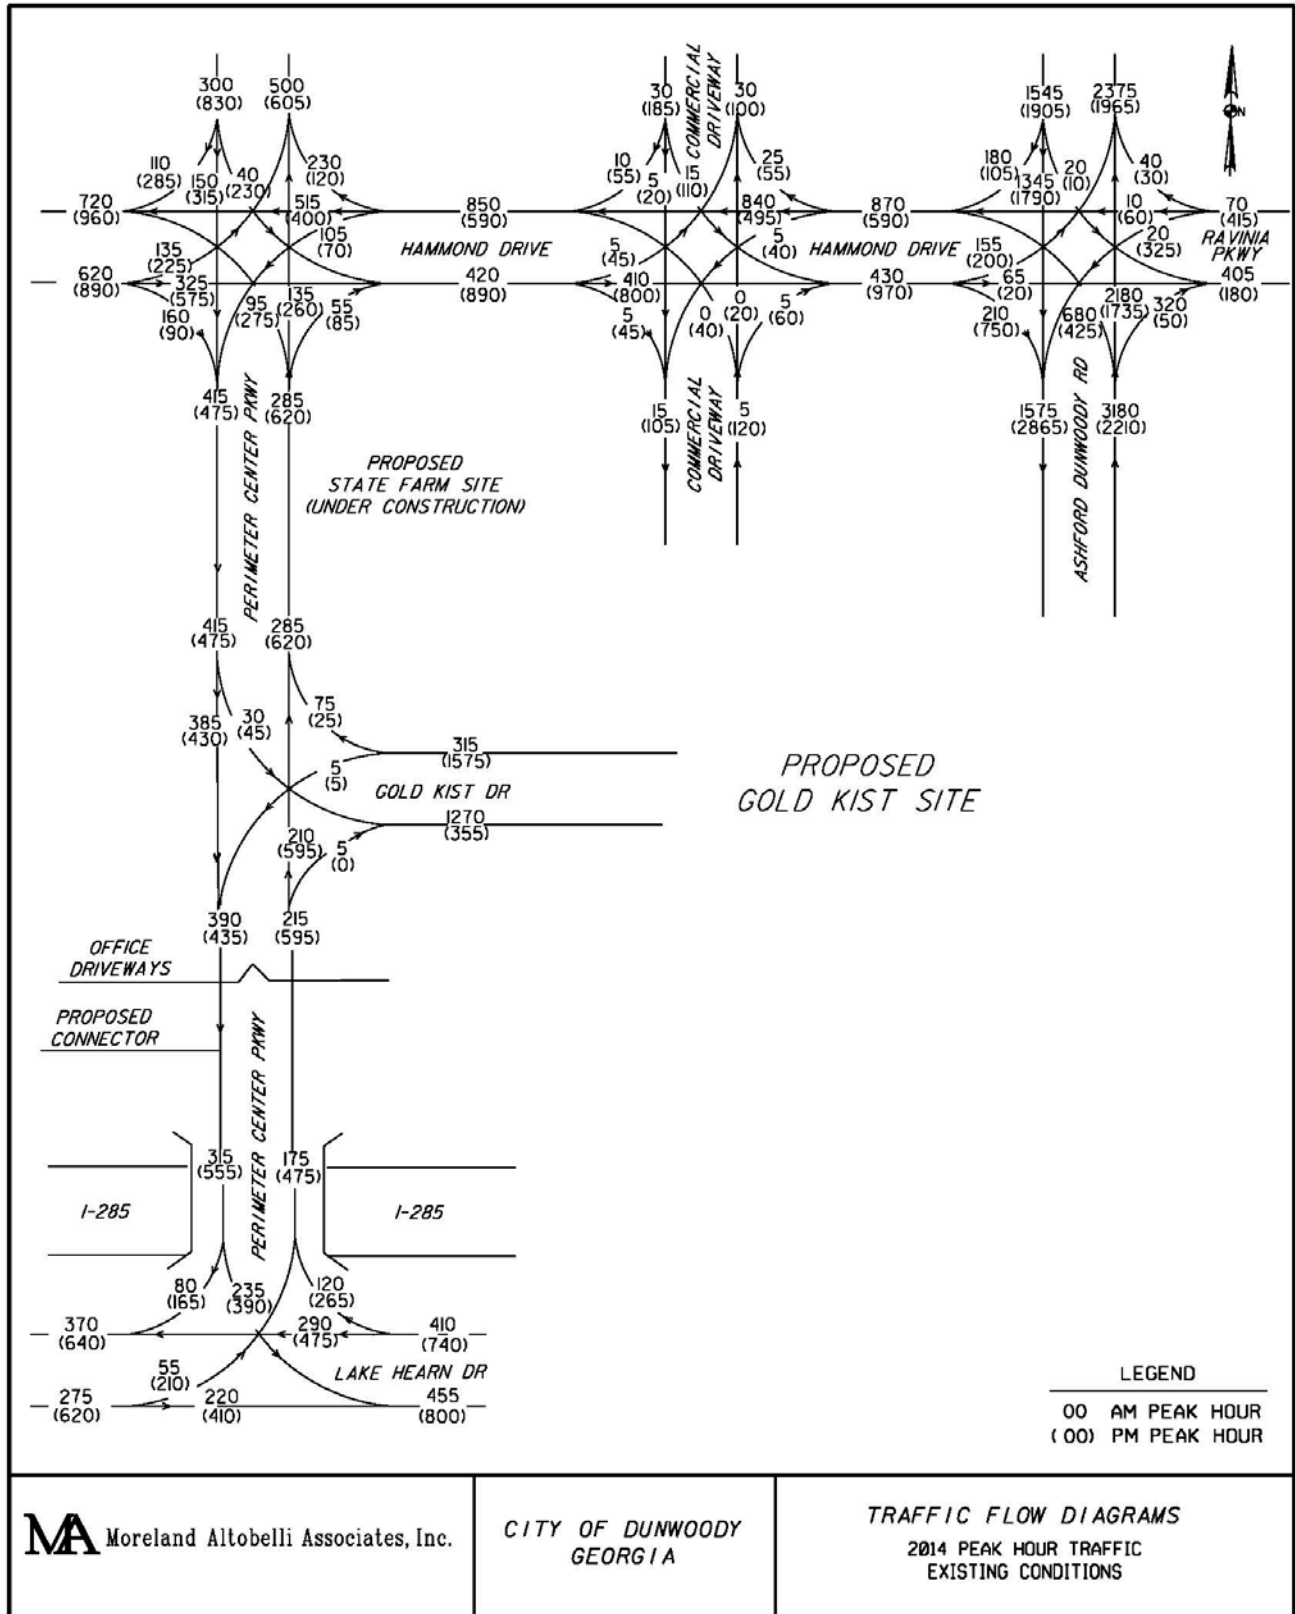 300 500 30 30 1545 2375
(830) (605) (185) (100) (1905) (1965)
COMMERCIAL
DRIVEWAY
N
110 230 10 25 180 40
(285) (120) (55) (55) (105) (30)
150 40 5 15 1345 20
(315) (230) (20) (110) (1790) (10)
720 515 850 840 870 10 70
(960) (400) (590) (495) (590) (60) (415)
105 5 20
(70) (40) (325)
HAMMOND DRIVE HAMMOND DRIVE RAVINIA
PKWY
135 5 155
(225) (45) (200)
620 325 420 410 430 65 405
(890) (575) (890) (800) (970) (20) (180)
160 95 135 55 5 0 0 5 210 680 2180 320
(90) (275) (260) (85) (45) (40) (20) (60) (750) (425) (1735) (50)
415 285 15 5 1575 3180
(475) (620) (105) (120) (2865) (2210)
PERIMETER CENTER PKWY
COMMERCIAL
DRIVEWAY
ASHFORD DUNWOODY RD
PROPOSED
STATE FARM SITE
(UNDER CONSTRUCTION)
415 285
(475) (620)
385 30 75
(430) (45) (25)
315
(1575)
5
(5)
GOLD KIST DR
PROPOSED
GOLD KIST SITE
1270
(355)
210 5
(595) (0)
390 215
(435) (595)
OFFICE
DRIVEWAYS
PROPOSED
CONNECTOR
PERIMETER CENTER PKWY
315 175
(555) (475)
I-285 I-285
80 235 120
(165) (390) (265)
370 290 410
(640) (475) (740)
55
(210)
LAKE HEARN DR
275 220 455
(620) (410) (800)
LEGEND
00 AM PEAK HOUR
(00) PM PEAK HOUR
MA Moreland Altobelli Associates, Inc.
CITY OF DUNWOODY
GEORGIA
TRAFFIC FLOW DIAGRAMS
2014 PEAK HOUR TRAFFIC
EXISTING CONDITIONS